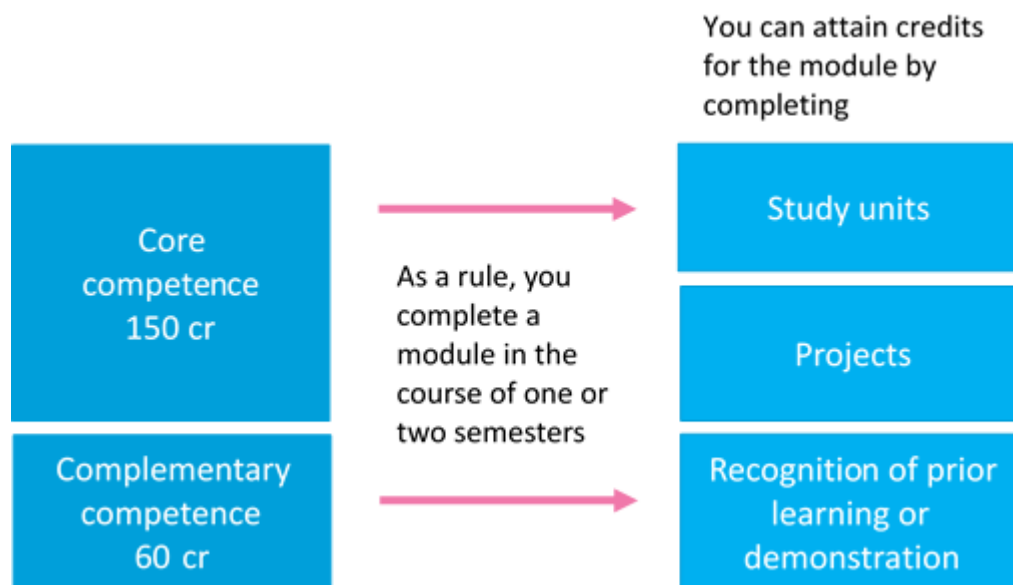 You can attain credits
for the module by
completing
Core
competence
150 cr
Complementary
competence
60 cr
As a rule, you
complete a
module in the
course of one or
two semesters
Study units
Projects
Recognition of prior
learning or
demonstration